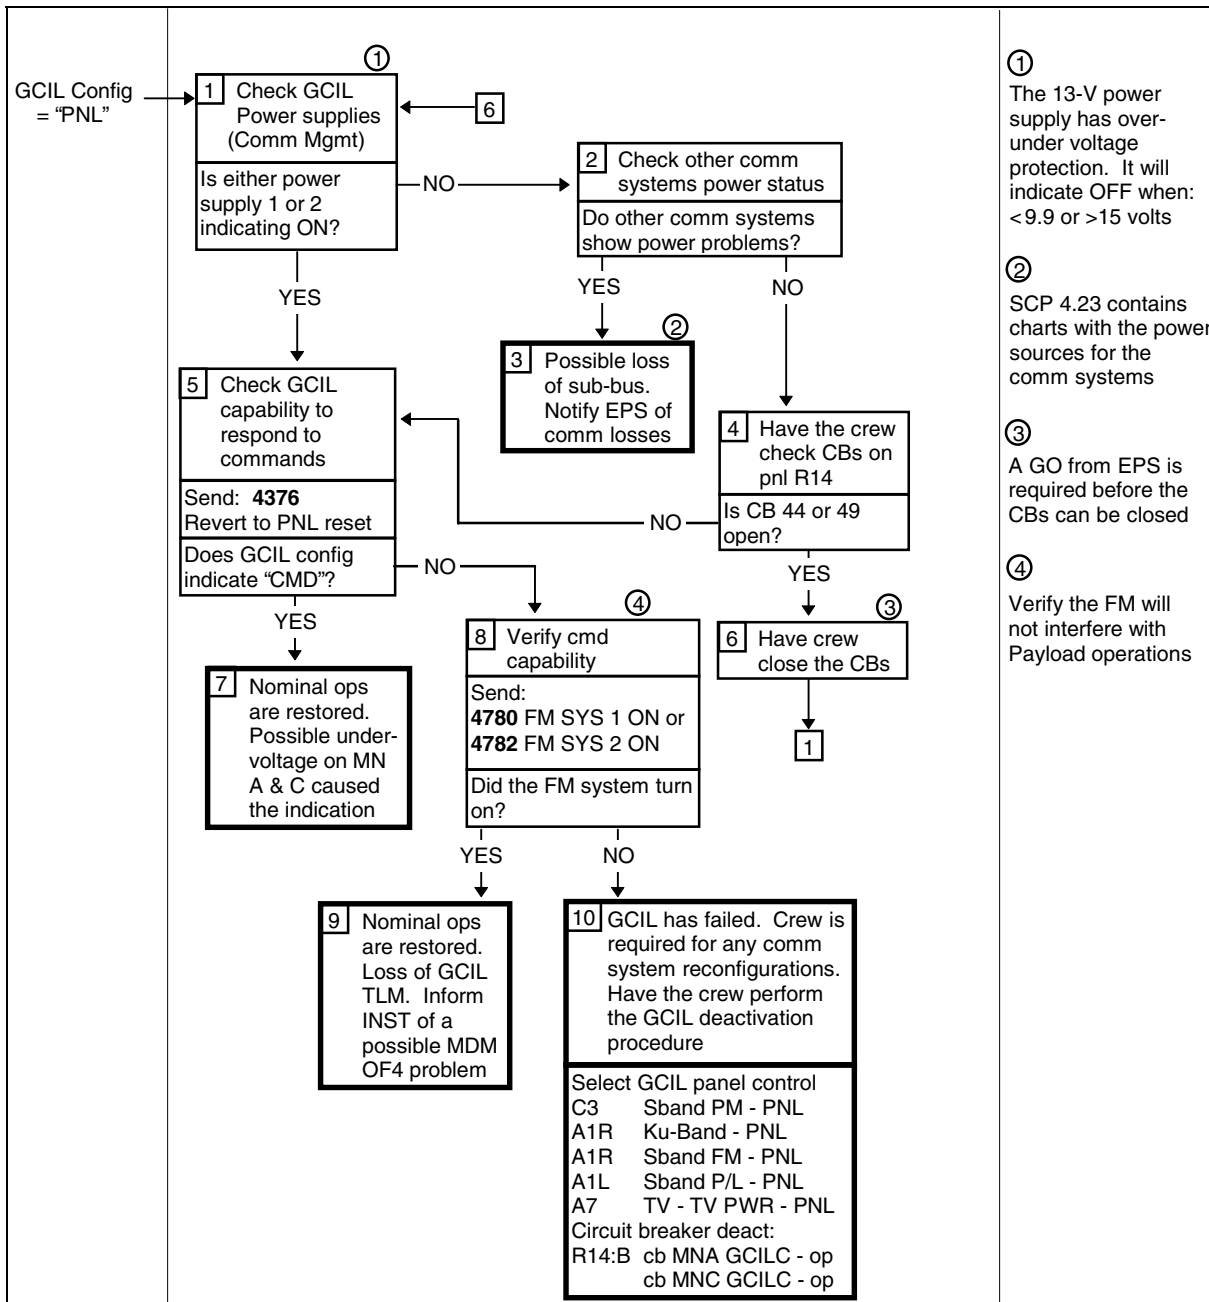 GCIL Config
= “PNL”
1
1 Check GCIL
Power supplies
(Comm Mgmt)
6
Is either power
supply 1 or 2
indicating ON?
NO
YES
2 Check other comm
systems power status
Do other comm systems
show power problems?
YES
NO
2
3 Possible loss
of sub-bus.
Notify EPS of
comm losses
4 Have the crew
check CBs on
pnl R14
Is CB 44 or 49
open?
NO
YES
5 Check GCIL
capability to
respond to
commands
Send: 4376
Revert to PNL reset
Does GCIL config
indicate “CMD”?
NO
YES
3
6 Have crew
close the CBs
1
7 Nominal ops
are restored.
Possible under-
voltage on MN
A & C caused
the indication
4
8 Verify cmd
capability
Send:
4780 FM SYS 1 ON or
4782 FM SYS 2 ON
Did the FM system turn
on?
YES
NO
9 Nominal ops
are restored.
Loss of GCIL
TLM. Inform
INST of a
possible MDM
OF4 problem
10 GCIL has failed. Crew is
required for any comm
system reconfigurations.
Have the crew perform
the GCIL deactivation
procedure
Select GCIL panel control
C3 Sband PM - PNL
A1R Ku-Band - PNL
A1R Sband FM - PNL
A1L Sband P/L - PNL
A7 TV - TV PWR - PNL
Circuit breaker deact:
R14:B cb MNA GCILC - op
cb MNC GCILC - op
1
The 13-V power
supply has over-
under voltage
protection. It will
indicate OFF when:
<9.9 or >15 volts
2
SCP 4.23 contains
charts with the power
sources for the
comm systems
3
A GO from EPS is
required before the
CBs can be closed
4
Verify the FM will
not interfere with
Payload operations